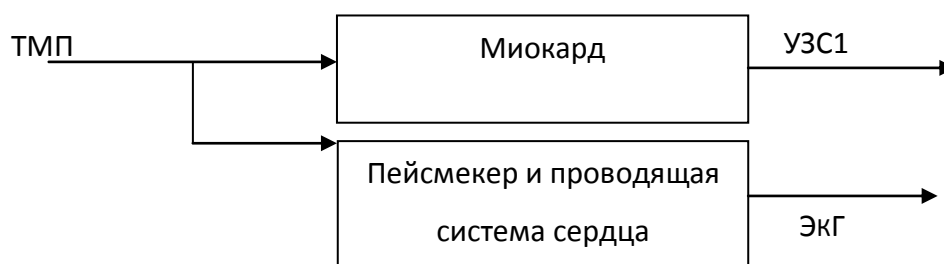 ТМП
Миокард
УЗС1
Пейсмекер и проводящая
система сердца
ЭкГ